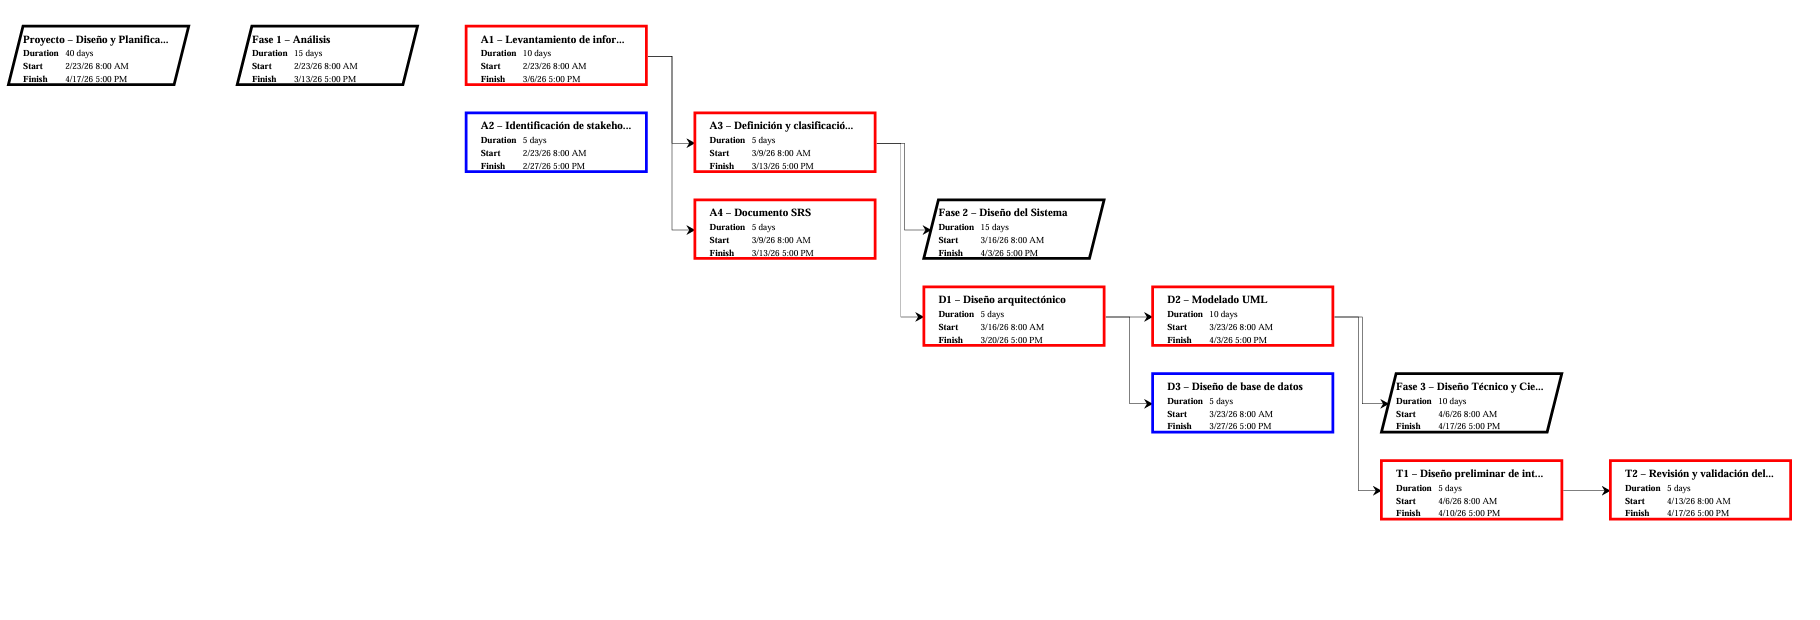 Proyecto – Diseño y Planifica...
Duration 40 days
Start 2/23/26 8:00 AM
Finish 4/17/26 5:00 PM
Fase 1 – Análisis
Duration 15 days
Start 2/23/26 8:00 AM
Finish 3/13/26 5:00 PM
A1 – Levantamiento de infor...
Duration 10 days
Start 2/23/26 8:00 AM
Finish 3/6/26 5:00 PM
A2 – Identificación de stakeho...
Duration 5 days
Start 2/23/26 8:00 AM
Finish 2/27/26 5:00 PM
A3 – Definición y clasificació...
Duration 5 days
Start 3/9/26 8:00 AM
Finish 3/13/26 5:00 PM
A4 – Documento SRS
Duration 5 days
Start 3/9/26 8:00 AM
Finish 3/13/26 5:00 PM
Fase 2 – Diseño del Sistema
Duration 15 days
Start 3/16/26 8:00 AM
Finish 4/3/26 5:00 PM
D1 – Diseño arquitectónico
Duration 5 days
Start 3/16/26 8:00 AM
Finish 3/20/26 5:00 PM
D2 – Modelado UML
Duration 10 days
Start 3/23/26 8:00 AM
Finish 4/3/26 5:00 PM
D3 – Diseño de base de datos
Duration 5 days
Start 3/23/26 8:00 AM
Finish 3/27/26 5:00 PM
Fase 3 – Diseño Técnico y Cie...
Duration 10 days
Start 4/6/26 8:00 AM
Finish 4/17/26 5:00 PM
T1 – Diseño preliminar de int...
Duration 5 days
Start 4/6/26 8:00 AM
Finish 4/10/26 5:00 PM
T2 – Revisión y validación del...
Duration 5 days
Start 4/13/26 8:00 AM
Finish 4/17/26 5:00 PM